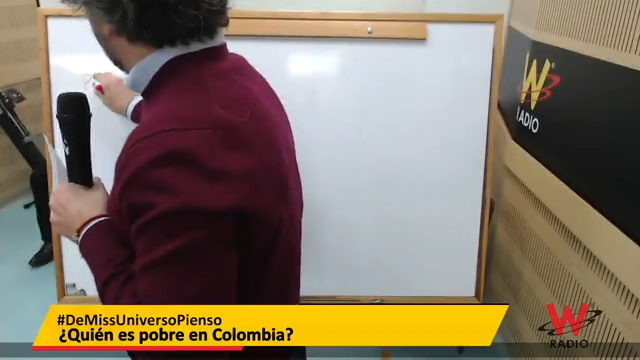 W
RADIO
#DeMissUniversoPienso
¿Quién es pobre en Colombia?
W
RADIO